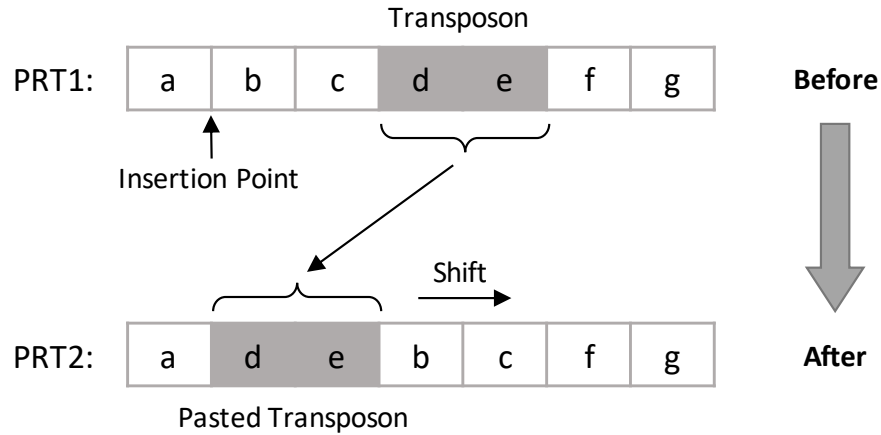 Transposon
PRT1: a b c d e f g Before
Insertion Point
Shift
PRT2: a d e b c f g After
Pasted Transposon